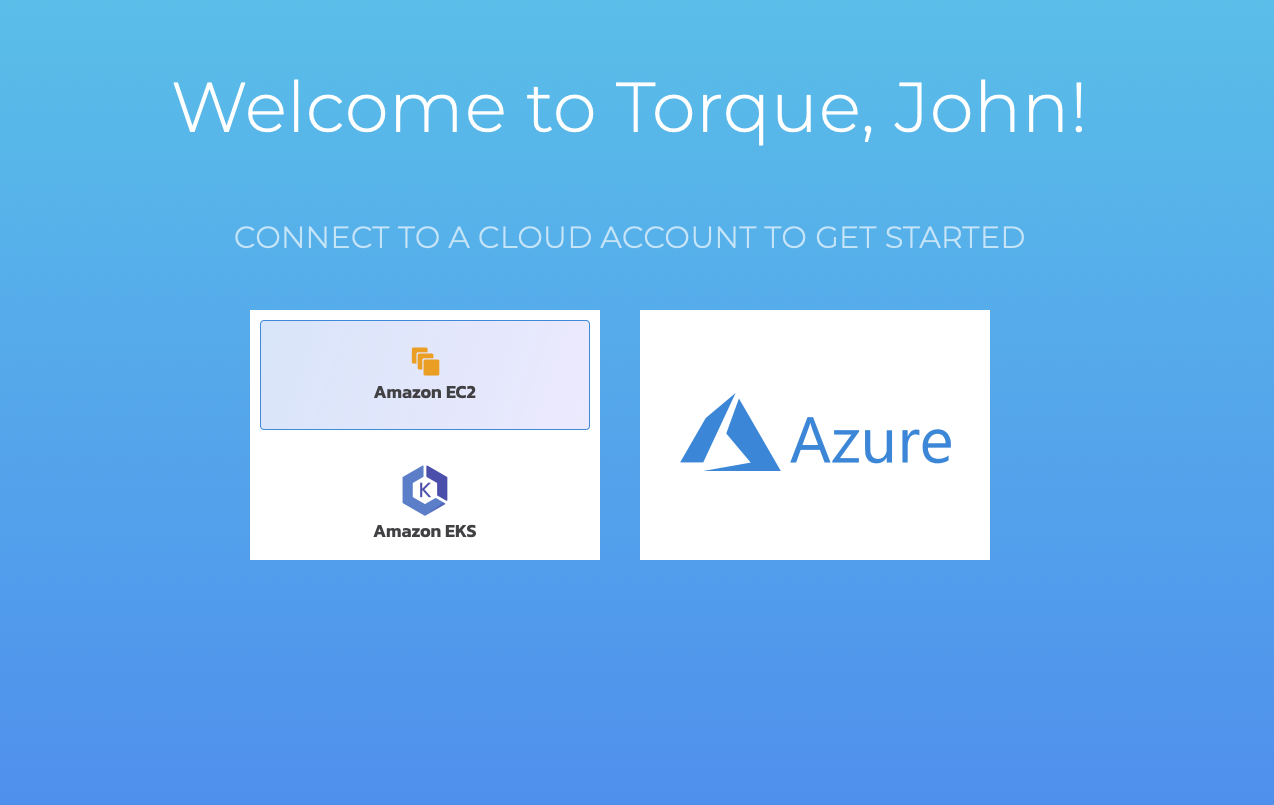 Welcome to Torque, John!
CONNECT TO A CLOUD ACCOUNT TO GET STARTED
Amazon EC2
K
Amazon EKS
Azure